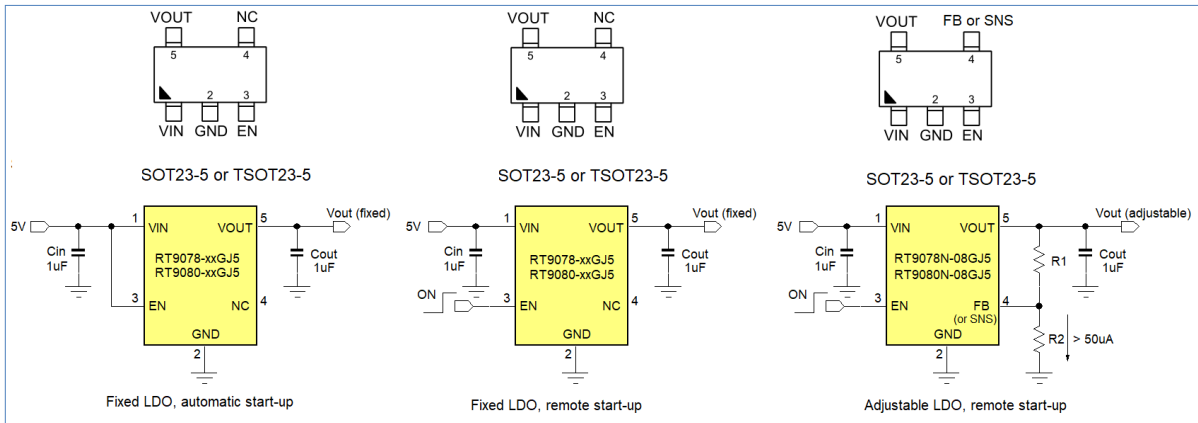 VOUT NC
5 4
2 3
VIN GND EN
SOT23-5 or TSOT23-5
5V
1 VIN VOUT 5
Vout (fixed)
Cin
1uF
RT9078-xxGJ5
RT9080-xxGJ5
Cout
1uF
3 EN NC 4
GND
2
Fixed LDO, automatic start-up
VOUT NC
5 4
2 3
VIN GND EN
SOT23-5 or TSOT23-5
5V
1 VIN VOUT 5
Vout (fixed)
Cin
1uF
RT9078-xxGJ5
RT9080-xxGJ5
Cout
1uF
ON
3 EN NC 4
GND
2
Fixed LDO, remote start-up
VOUT FB or SNS
5 4
2 3
VIN GND EN
SOT23-5 or TSOT23-5
5V
1 VIN VOUT 5
Vout (adjustable)
Cin
1uF
RT9078N-08GJ5
RT9080N-08GJ5
R1
Cout
1uF
ON
3 EN FB 4
(or SNS)
GND
2
R2 > 50uA
Adjustable LDO, remote start-up